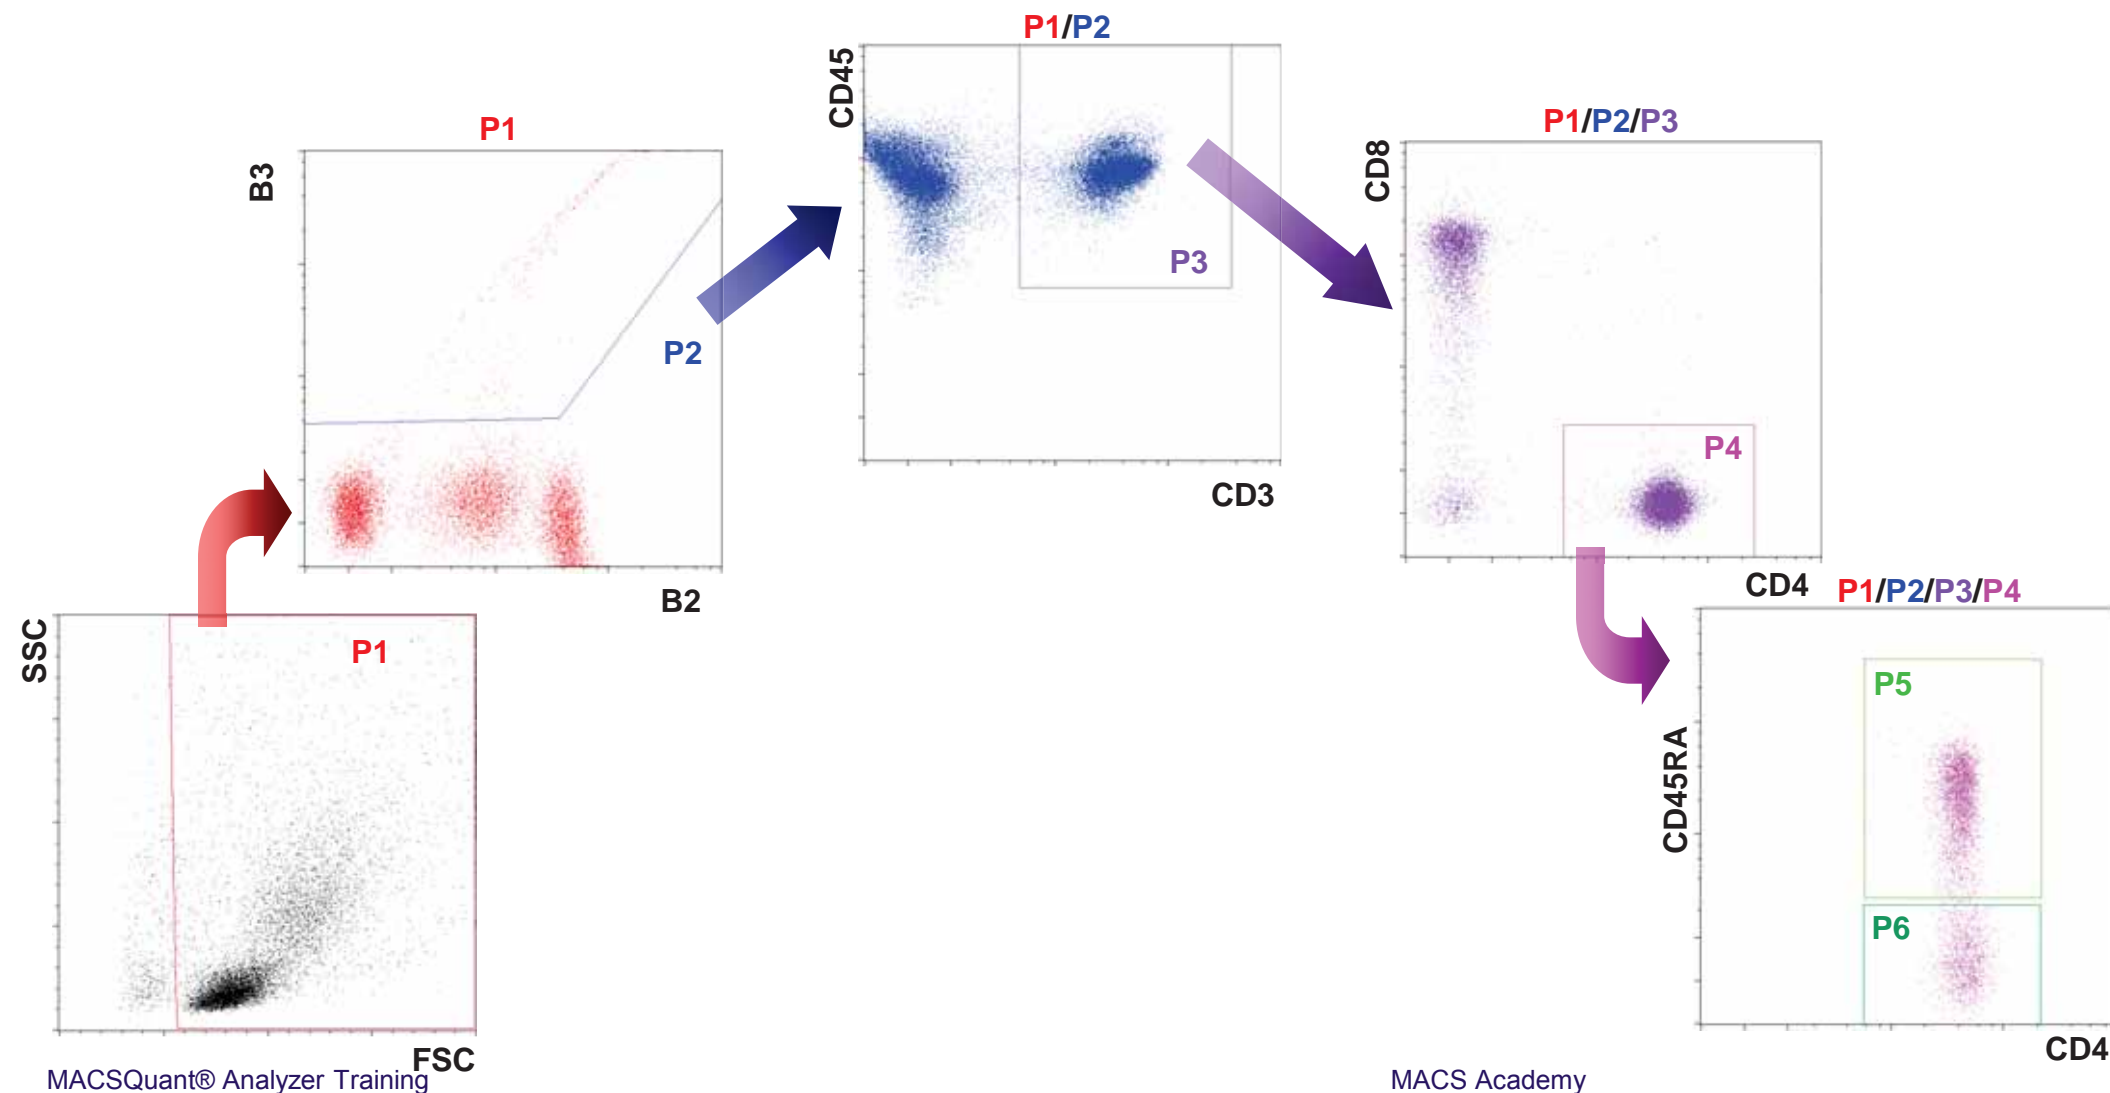 P1/P2
CD45
P3
CD3
P1
B3
P2
B2
P1/P2/P3
CD8
P4
CD4
P1/P2/P3/P4
SSC
P1
FSC
CD45RA
P5
P6
CD4
MACSQuant® Analyzer Training
MACS Academy